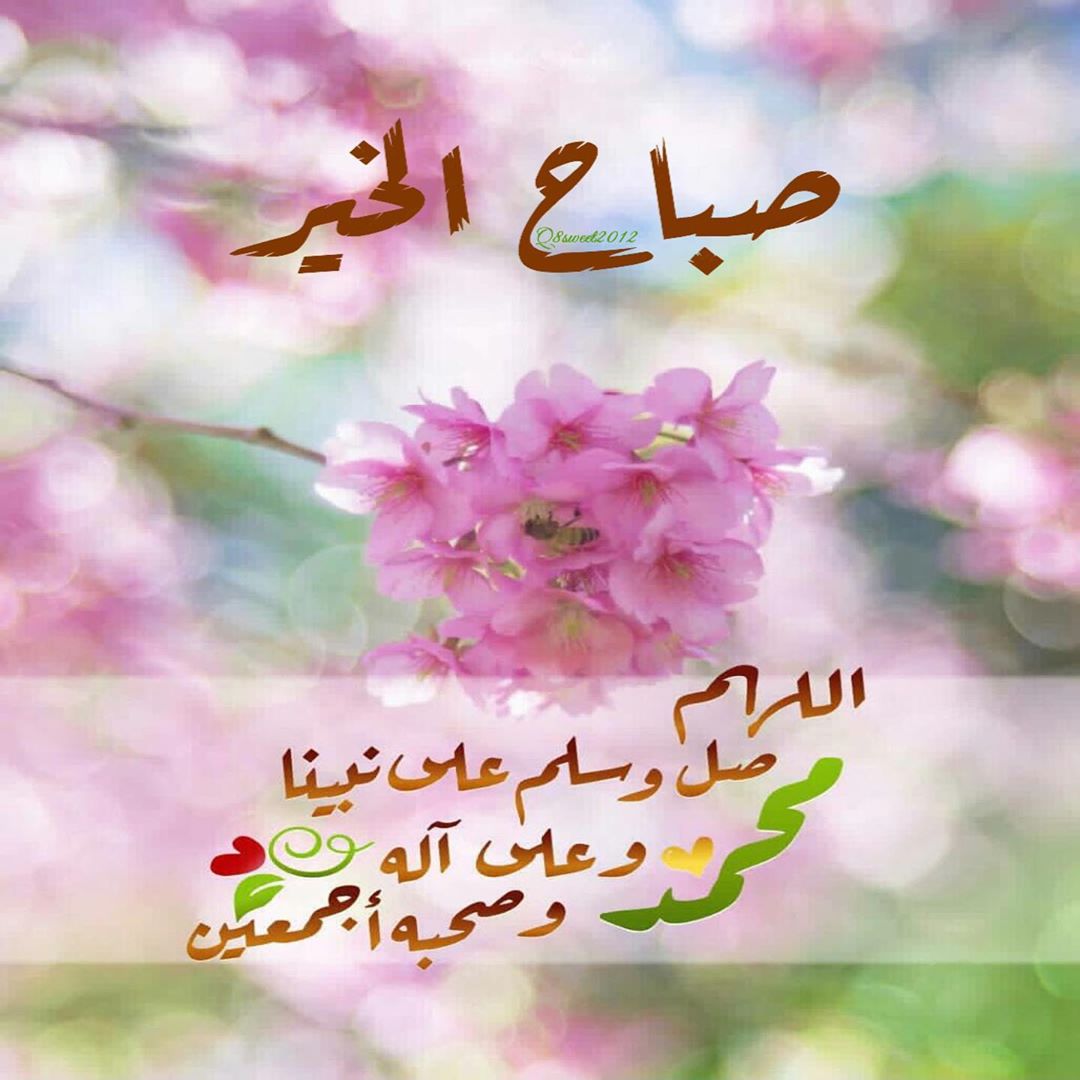 صباح الخير
Q8sweet2012
اللهم
صل وسلم على نبينا
محمد
وعلى آله
وصحبه أجمعين